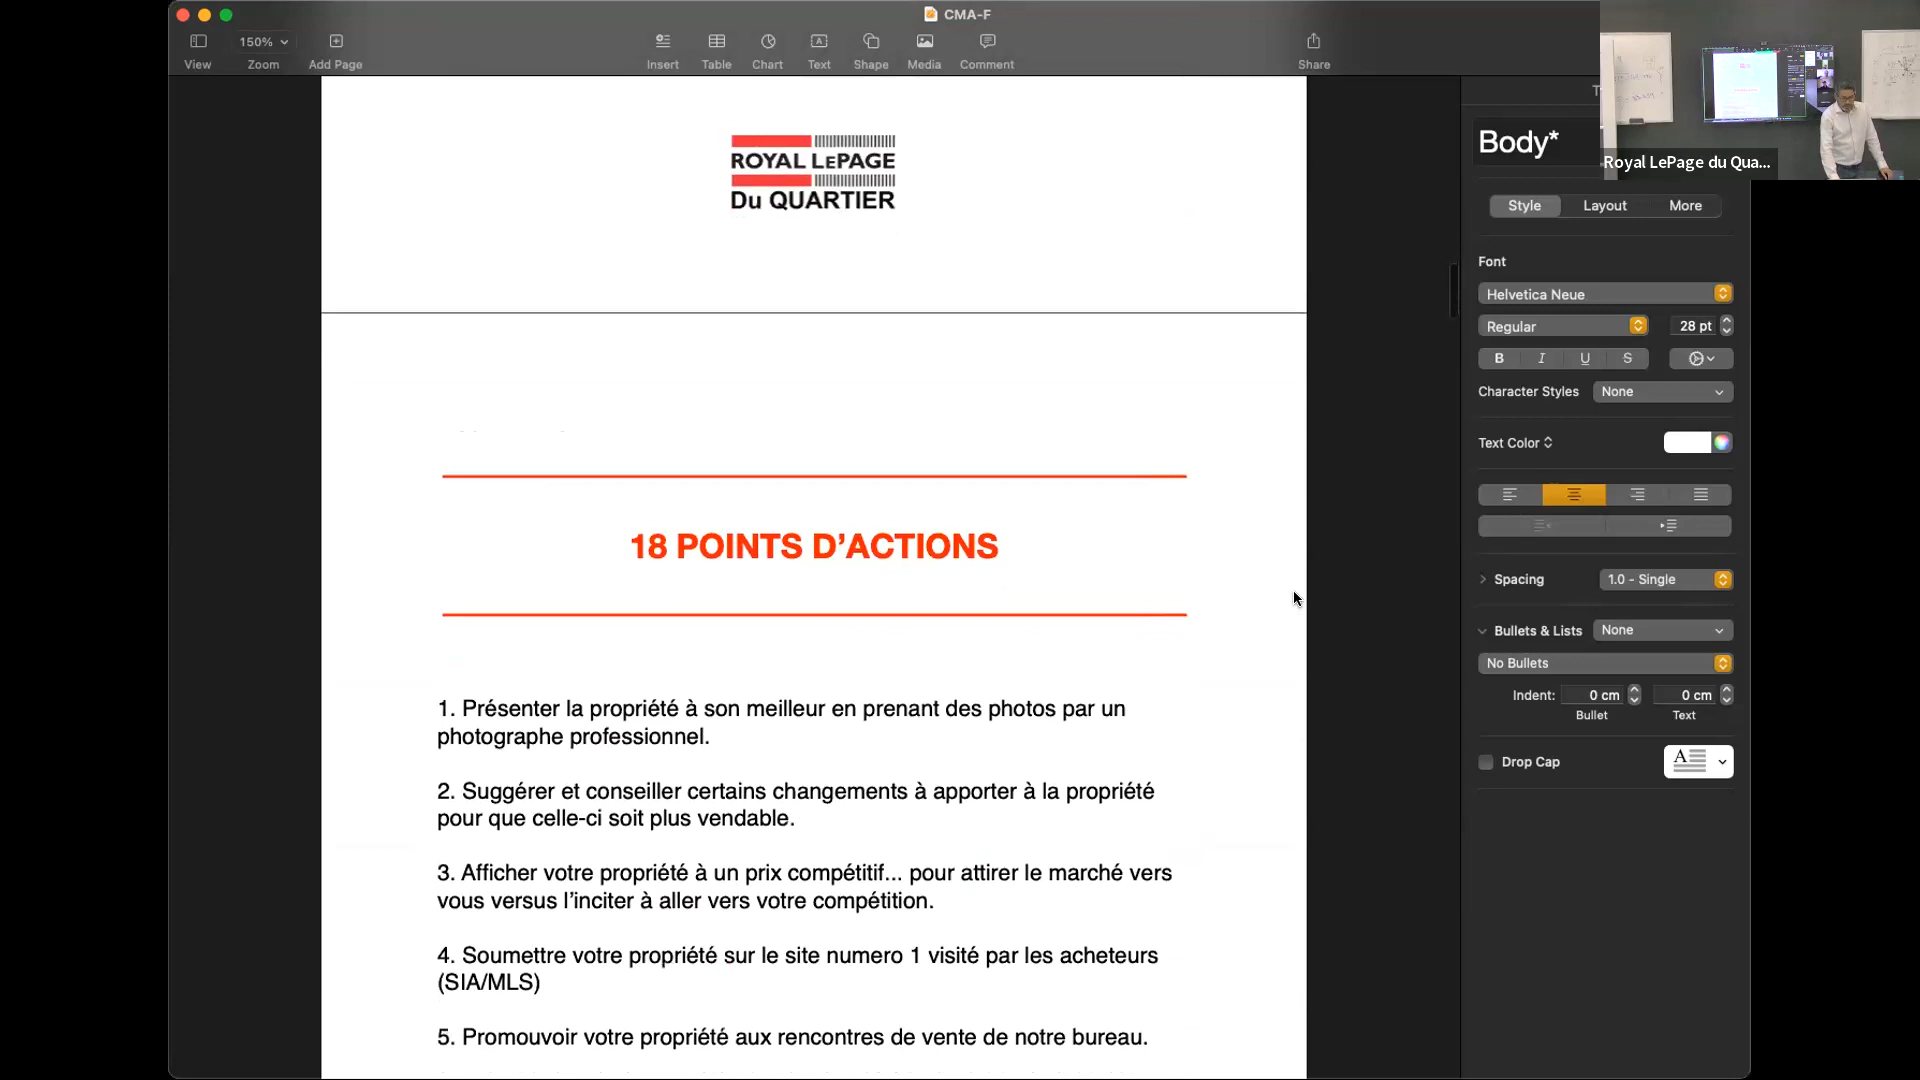 CMA-F
View
150%
Zoom
Add Page
Insert
Table
Chart
Text
Shape
Media
Comment
Share
Royal LePage du Qua...
ROYAL LEPAGE
Du QUARTIER
18 POINTS D’ACTIONS
1. Présenter la propriété à son meilleur en prenant des photos par un
photographe professionnel.
2. Suggérer et conseiller certains changements à apporter à la propriété
pour que celle-ci soit plus vendable.
3. Afficher votre propriété à un prix compétitif... pour attirer le marché vers
vous versus l’inciter à aller vers votre compétition.
4. Soumettre votre propriété sur le site numero 1 visité par les acheteurs
(SIA/MLS)
5. Promouvoir votre propriété aux rencontres de vente de notre bureau.
Body*
Style Layout More
Font
Helvetica Neue
Regular 28 pt
B I U S
Character Styles None
Text Color
Spacing 1.0 - Single
Bullets & Lists None
No Bullets
Indent: 0 cm 0 cm
Bullet Text
Drop Cap